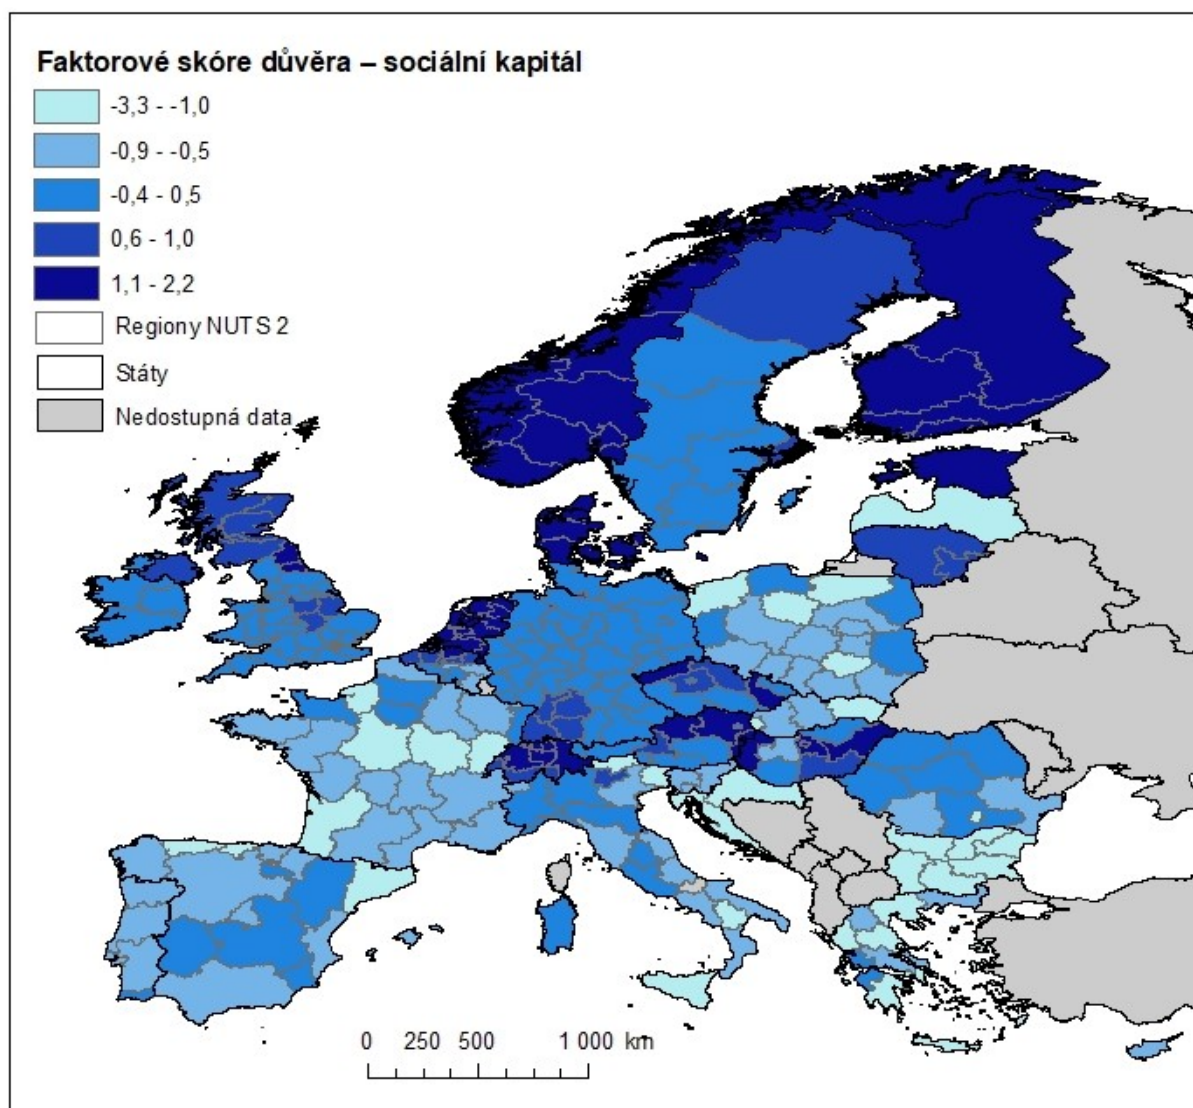 Faktorové skóre důvěra – sociální kapitál
-3,3 - -1,0
-0,9 - -0,5
-0,4 - 0,5
0,6 - 1,0
1,1 - 2,2
Regiony NUTS 2
Státy
Nedostupná data
0 250 500 1 000 km